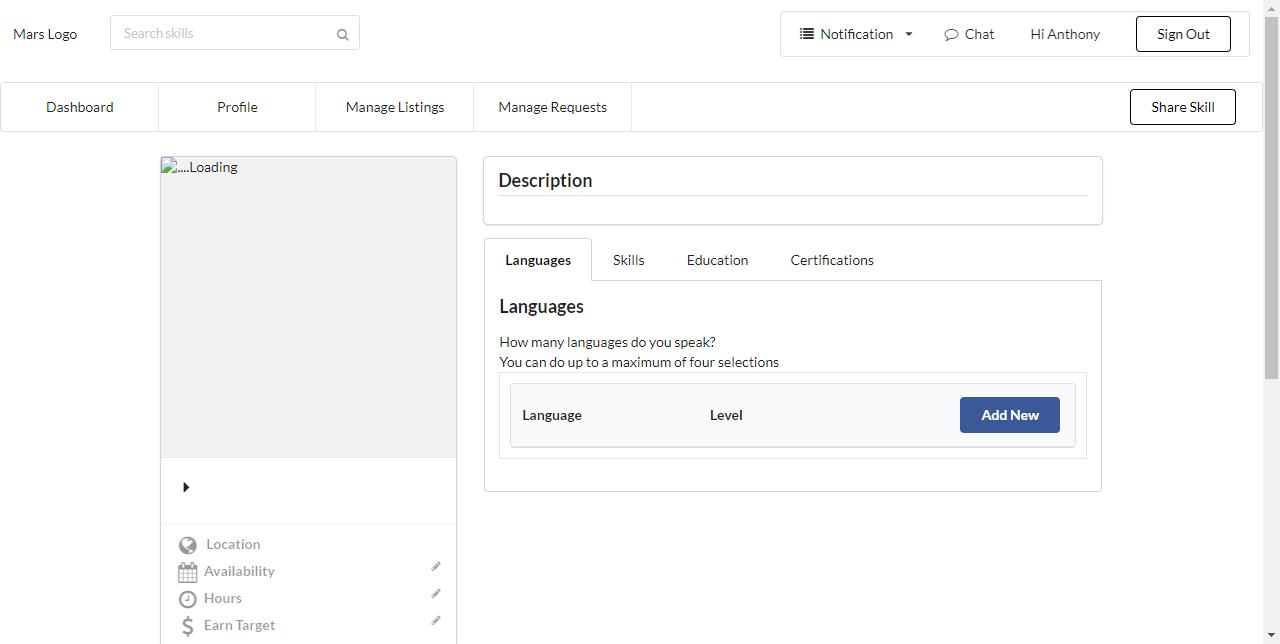 Mars Logo
Search skills
Notification
Chat
Hi Anthony
Sign Out
Dashboard
Profile
Manage Listings
Manage Requests
Share Skill
....Loading
Location
Availability
Hours
Earn Target
Description
Languages
Skills
Education
Certifications
Languages
How many languages do you speak?
You can do up to a maximum of four selections
Language
Level
Add New